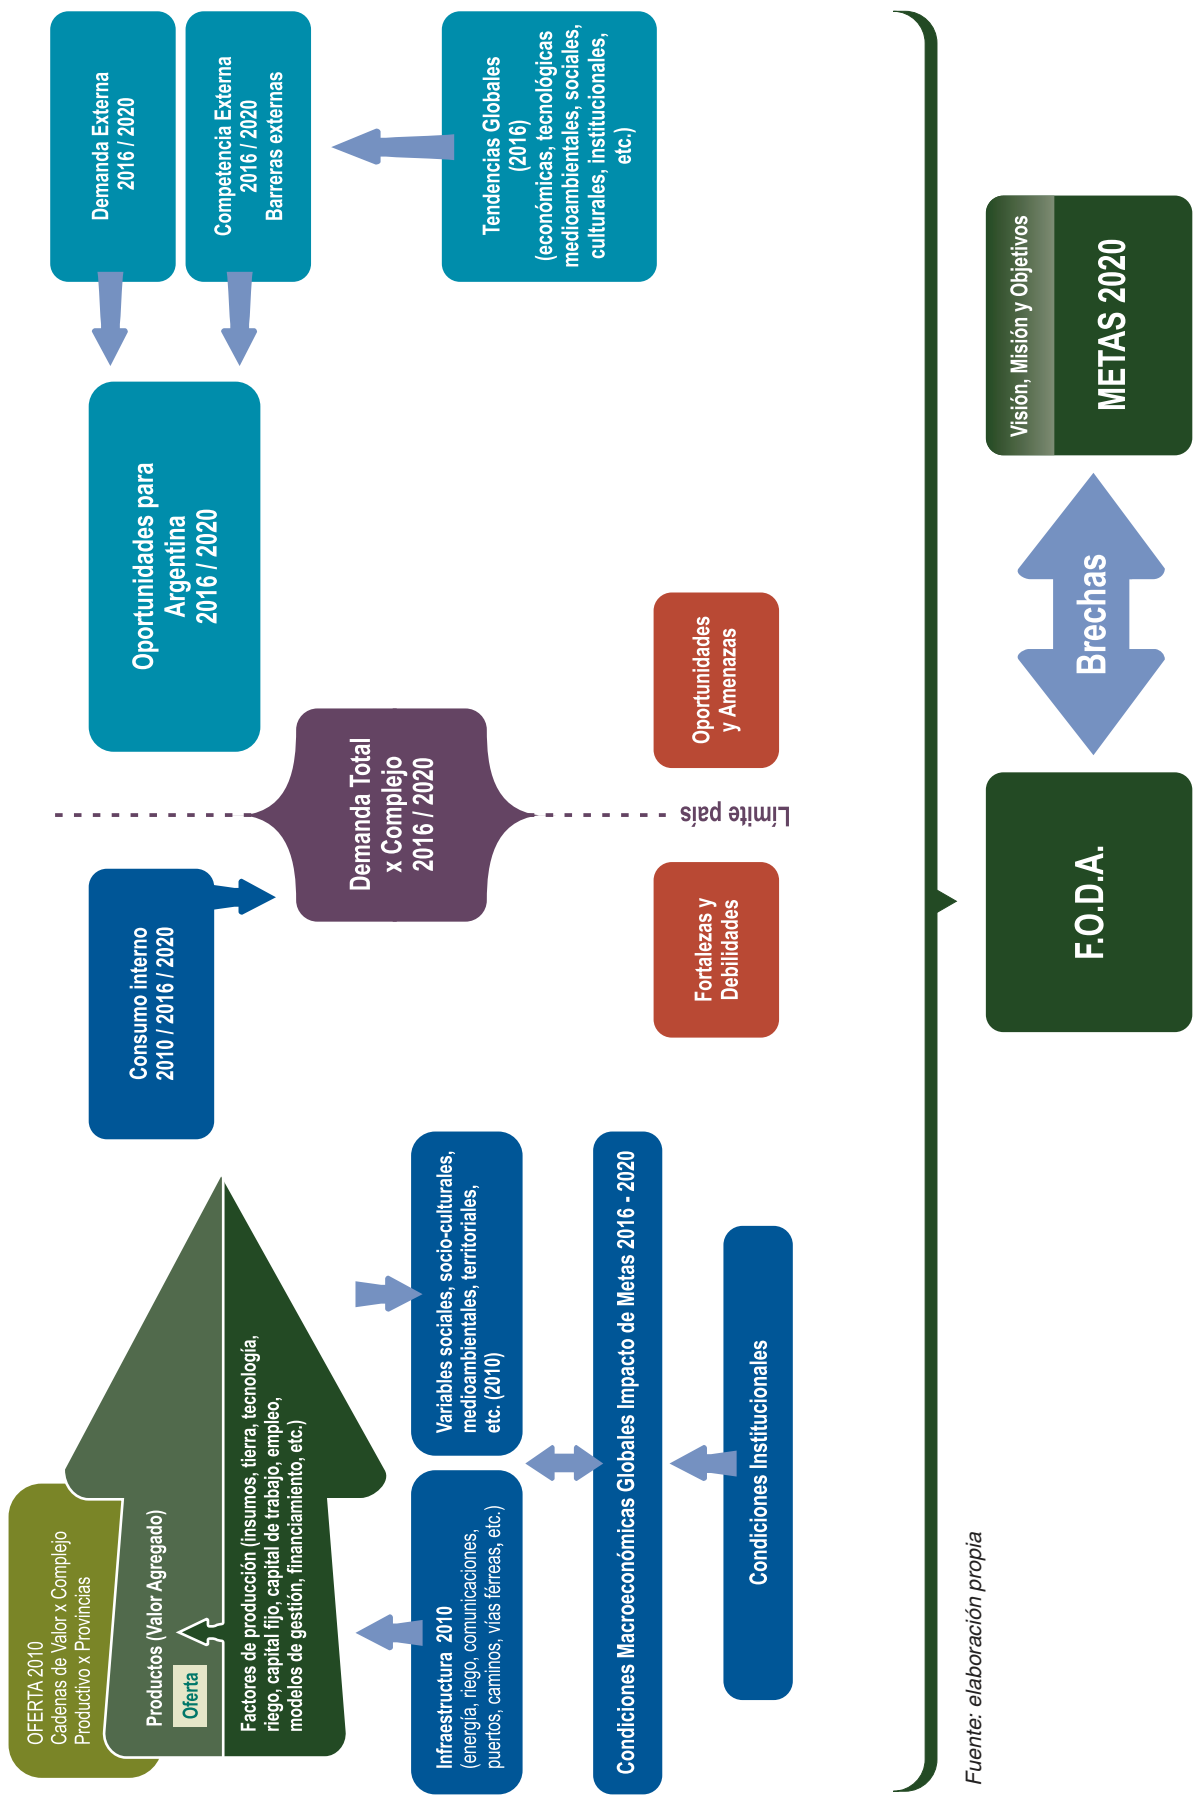 OFERTA 2010
Cadenas de Valor x Complejo
Productivo x Provincias
Productos (Valor Agregado)
Oferta
Factores de producción (insumos, tierra, tecnología,
riego, capital fijo, capital de trabajo, empleo,
modelos de gestión, financiamiento, etc.)
Infraestructura 2010
(energía, riego, comunicaciones,
puertos, caminos, vías férreas, etc.)
Variables sociales, socio-culturales,
medioambientales, territoriales,
etc. (2010)
Condiciones Macroeconómicas Globales Impacto de Metas 2016 - 2020
Condiciones Institucionales
Consumo interno
2010 / 2016 / 2020
Demanda Total
x Complejo
2016 / 2020
Límite país
Fortalezas y
Debilidades
Oportunidades
y Amenazas
Oportunidades para
Argentina
2016 / 2020
Demanda Externa
2016 / 2020
Competencia Externa
2016 / 2020
Barreras externas
Tendencias Globales
(2016)
(económicas, tecnológicas
medioambientales, sociales,
culturales, institucionales,
etc.)
F.O.D.A.
Brechas
Visión, Misión y Objetivos
METAS 2020
Fuente: elaboración propia